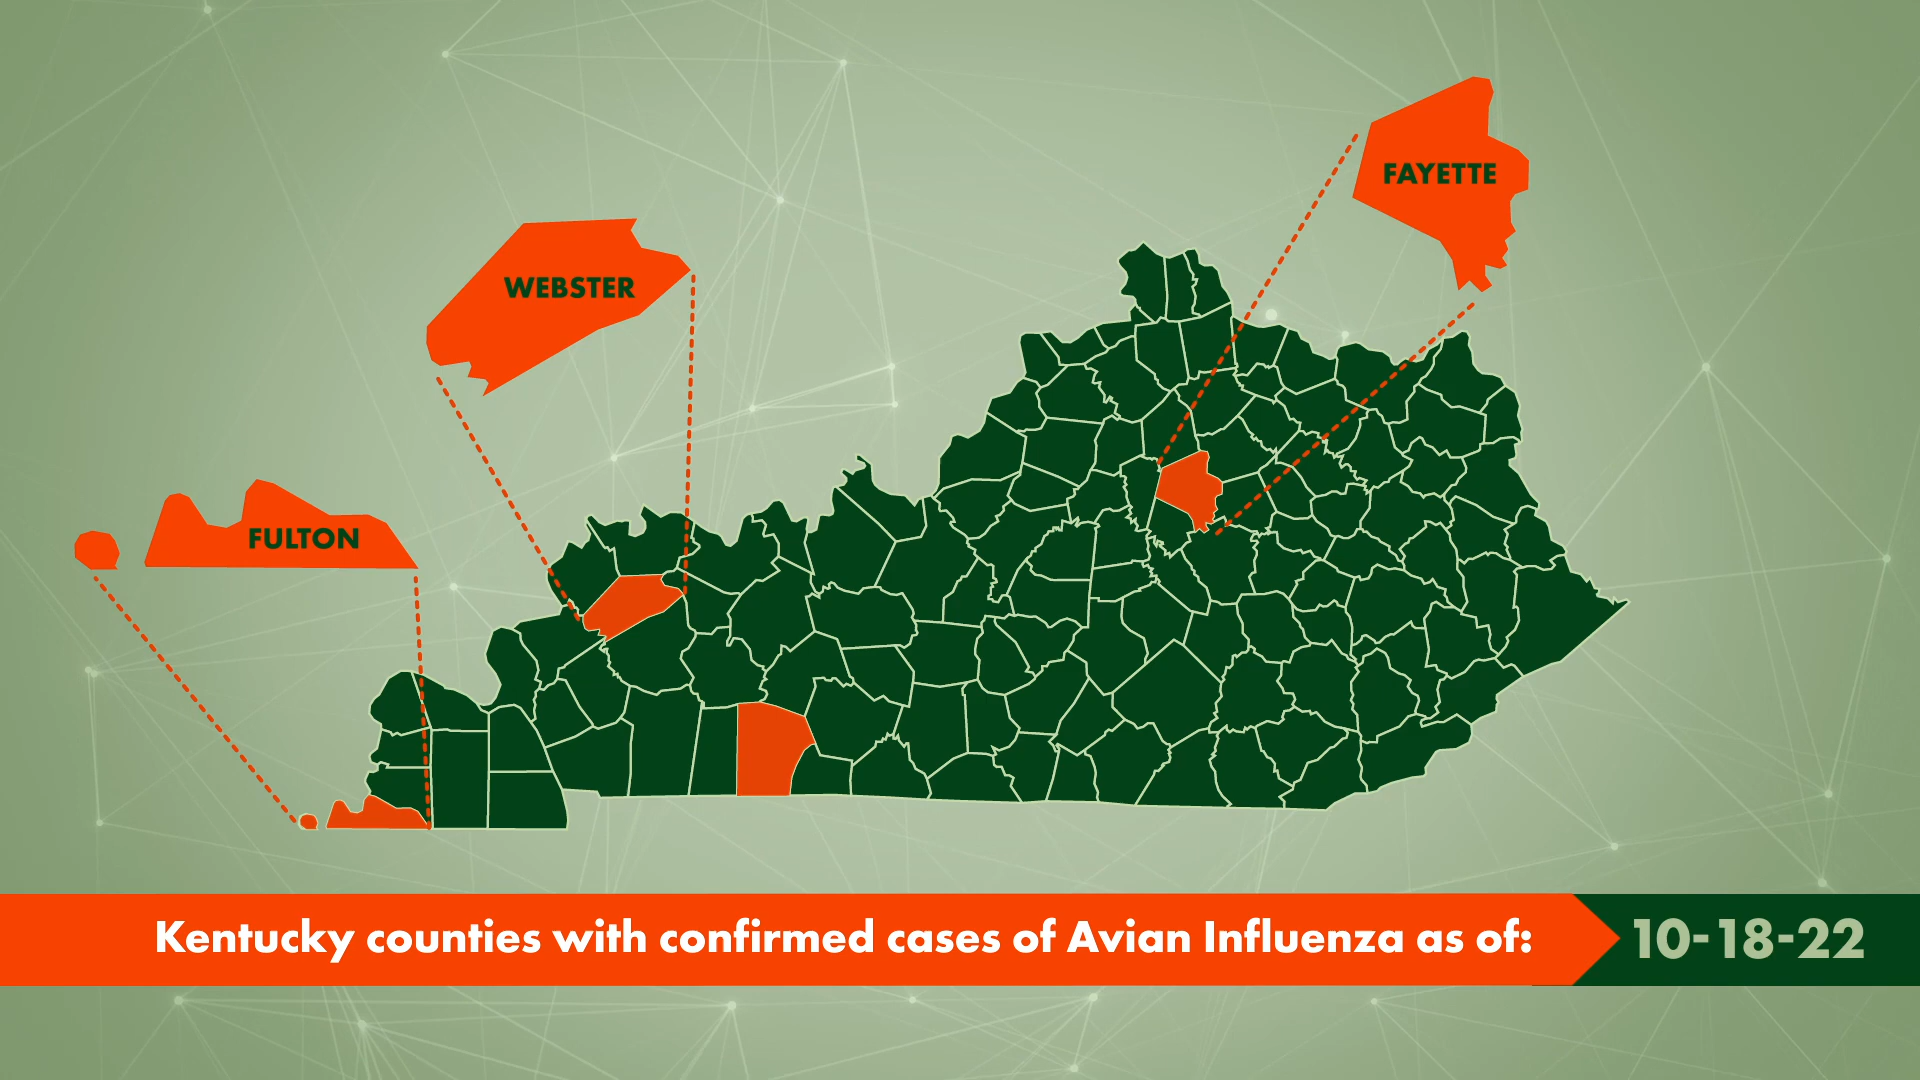 FAYETTE
WEBSTER
FULTON
Kentucky counties with confirmed cases of Avian Influenza as of: 10-18-22